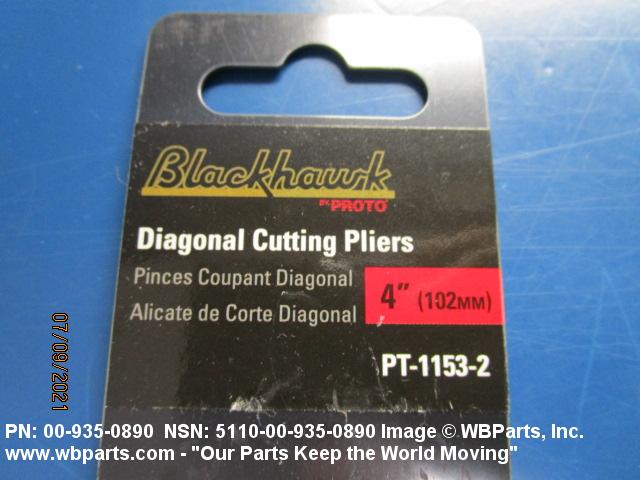 Blackhawk
BY PROTO®
Diagonal Cutting Pliers
Pinces Coupant Diagonal
Alicate de Corte Diagonal
4" (102MM)
PT-1153-2
07/09/2021
PN: 00-935-0890 NSN: 5110-00-935-0890 Image © WBParts, Inc.
www.wbparts.com - "Our Parts Keep the World Moving"